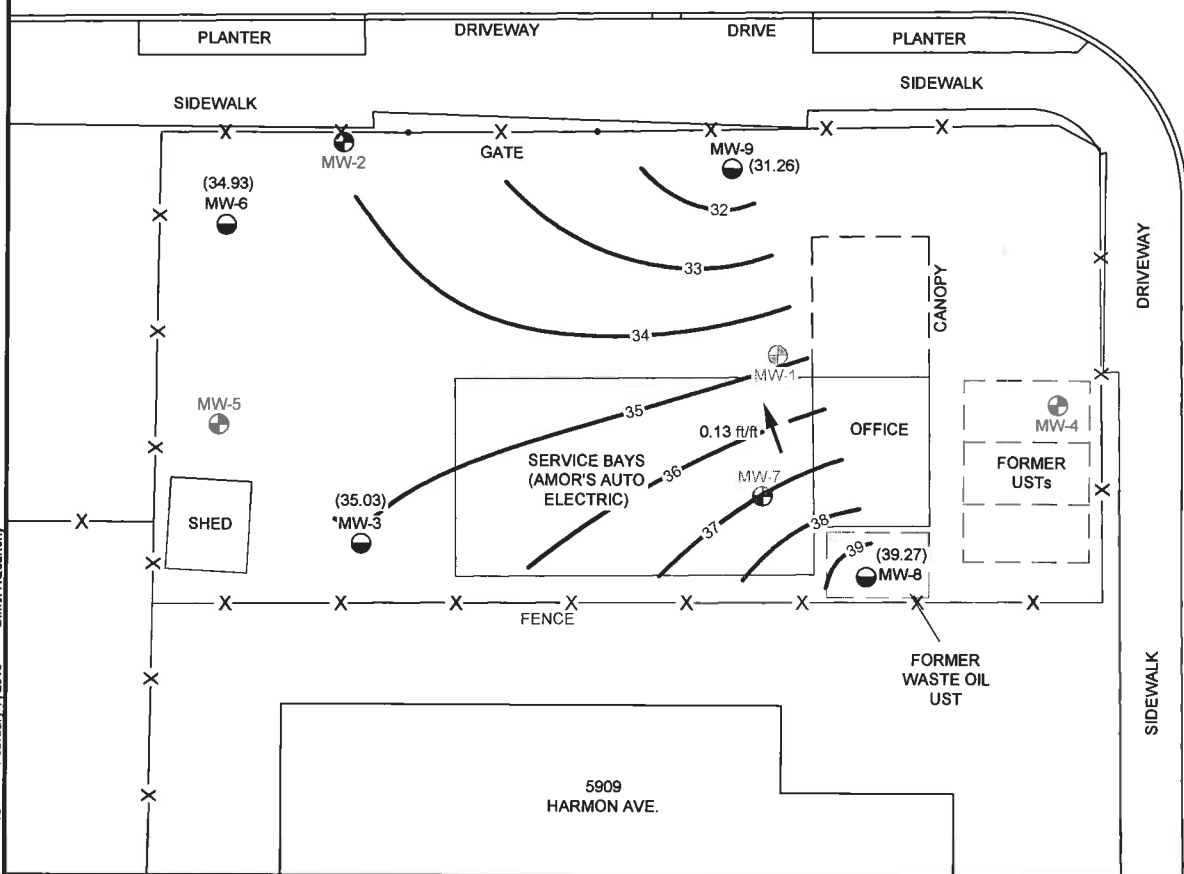 PLANTER
DRIVEWAY
DRIVE
PLANTER
SIDEWALK
SIDEWALK
MW-2
GATE
MW-9
(31.26)
(34.93)
MW-6
32
33
34
CANOPY
DRIVEWAY
MW-1
35
MW-5
MW-4
0.13 ft/ft
OFFICE
SERVICE BAYS
(AMOR'S AUTO
ELECTRIC)
36
MW-7
FORMER
USTs
(35.03)
MW-3
SHED
37
38
39
(39.27)
MW-8
FENCE
FORMER
WASTE OIL
UST
SIDEWALK
5909
HARMON AVE.